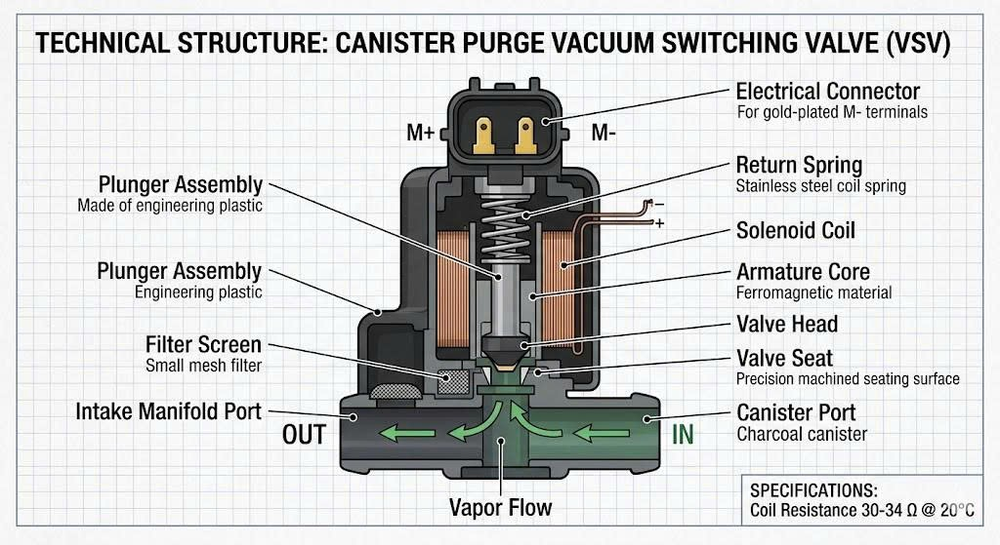 TECHNICAL STRUCTURE: CANISTER PURGE VACUUM SWITCHING VALVE (VSV)
M+
M-
Electrical Connector
For gold-plated M- terminals
Plunger Assembly
Made of engineering plastic
Return Spring
Stainless steel coil spring
−
+
Solenoid Coil
Plunger Assembly
Engineering plastic
Armature Core
Ferromagnetic material
Valve Head
Filter Screen
Small mesh filter
Valve Seat
Precision machined seating surface
Intake Manifold Port
OUT
IN
Canister Port
Charcoal canister
Vapor Flow
SPECIFICATIONS:
Coil Resistance 30-34 Ω @ 20°C